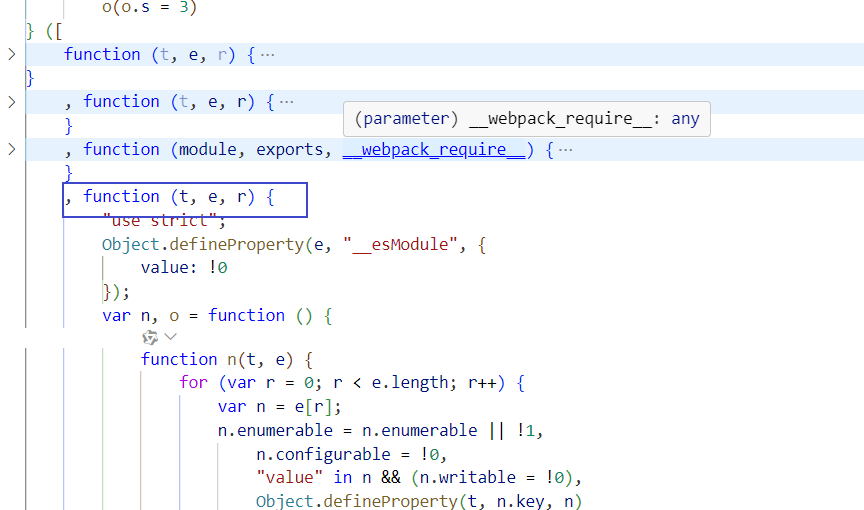 o(o.s = 3)
} ([
function (t, e, r) { ...
}
, function (t, e, r) { ...
}
(parameter) __webpack_require__: any
, function (module, exports, __webpack_require__) { ...
}
, function (t, e, r) {
"use strict";
Object.defineProperty(e, "__esModule", {
value: !0
});
var n, o = function () {
function n(t, e) {
for (var r = 0; r < e.length; r++) {
var n = e[r];
n.enumerable = n.enumerable || !1,
n.configurable = !0,
"value" in n && (n.writable = !0),
Object.defineProperty(t, n.key, n)